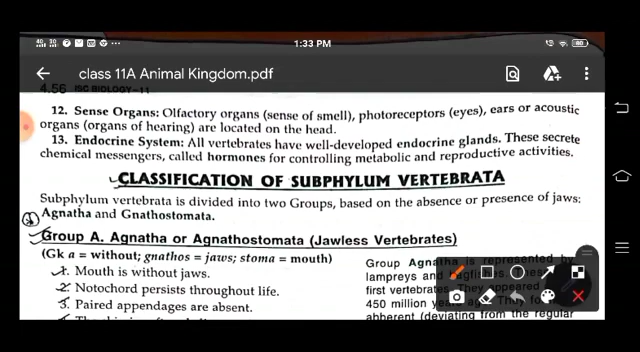 1:33 PM
80
class 11A Animal Kingdom.pdf
4.56 ISC BIOLOGY-11
12. Sense Organs: Olfactory organs (sense of smell), photoreceptors (eyes), ears or acoustic
organs (organs of hearing) are located on the head.
13. Endocrine System: All vertebrates have well-developed endocrine glands. These secrete
chemical messengers, called hormones for controlling metabolic and reproductive activities.
CLASSIFICATION OF SUBPHYLUM VERTEBRATA
Subphylum vertebrata is divided into two Groups, based on the absence or presence of jaws:
Agnatha and Gnathostomata.
Group A. Agnatha or Agnathostomata (Jawless Vertebrates)
(Gk a = without; gnathos = jaws; stoma = mouth)
1. Mouth is without jaws.
2. Notochord persists throughout life.
3. Paired appendages are absent.
Group Agnatha is represented by
lampreys and hagfishes. These
first vertebrates. They appeared
450 million years ago. They
abberent (deviating from the regular